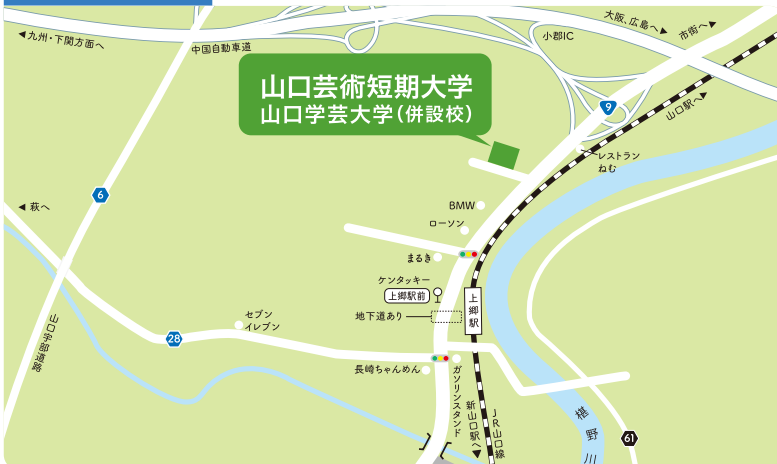 大阪、広島へ▶
市街へ▶
小郡IC
◀九州・下関方面へ
中国自動車道
山口芸術短期大学
山口学芸大学（併設校）
9
山口駅へ▶
レストラン
ねむ
6
◀萩へ
BMW
ローソン
まるき
ケンタッキー
上郷駅前
上郷駅
地下道あり
セブン
イレブン
28
山口宇部道路
長崎ちゃんめん
ガソリンスタンド
新山口駅へ▶
JR山口線
椹野川
61